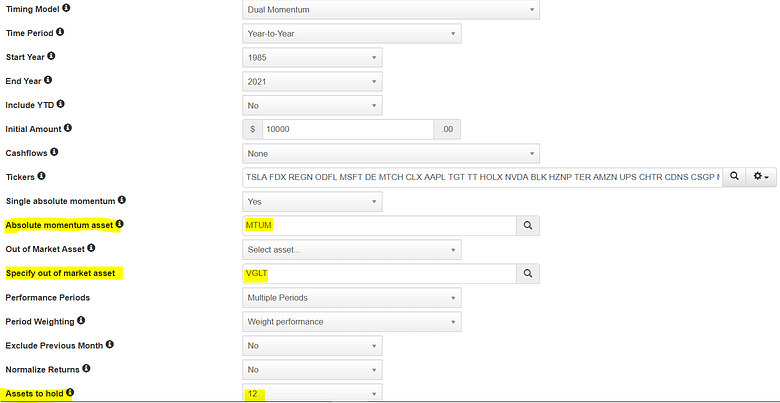 Timing Model Dual Momentum
Time Period Year-to-Year
Start Year 1985
End Year 2021
Include YTD No
Initial Amount $ 10000 .00
Cashflows None
Tickers TSLA FDX REGN ODFL MSFT DE MTCH CLX AAPL TGT TT HOLX NVDA BLK HZNP TER AMZN UPS CHTR CDNS CSGP
Single absolute momentum Yes
Absolute momentum asset MTUM
Out of Market Asset Select asset...
Specify out of market asset VGLT
Performance Periods Multiple Periods
Period Weighting Weight performance
Exclude Previous Month No
Normalize Returns No
Assets to hold 12